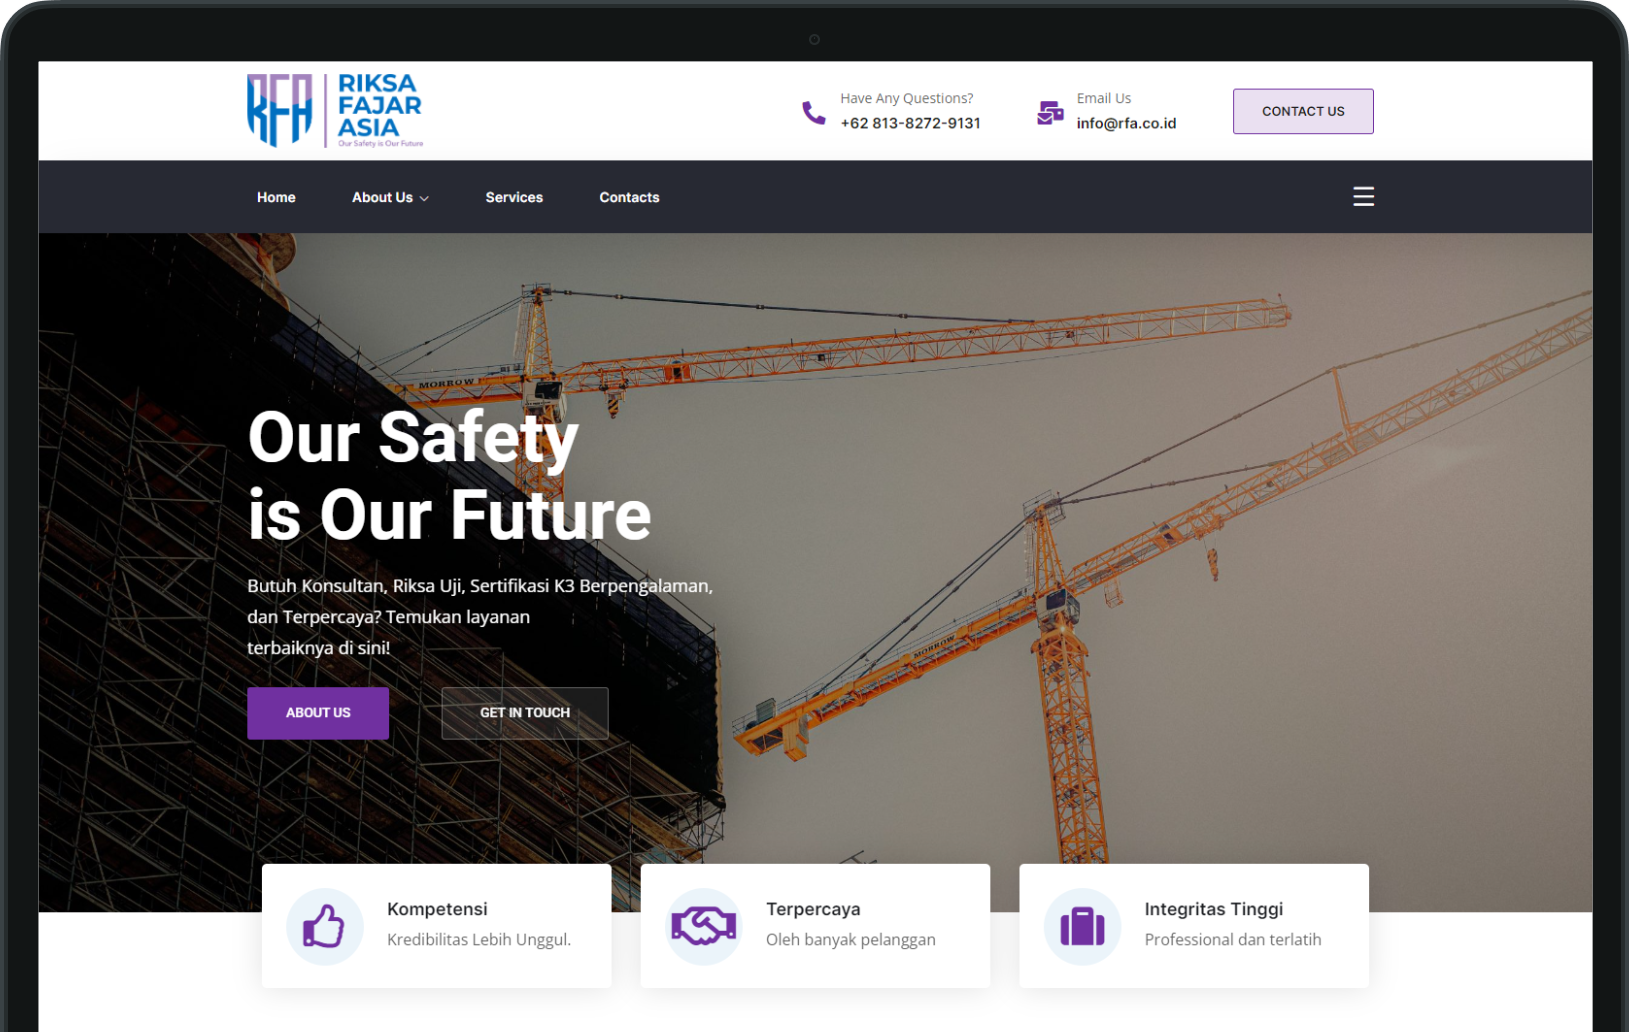 RFA
RIKSA
FAJAR
ASIA
Our Safety is Our Future
Have Any Questions?
+62 813-8272-9131
Email Us
info@rfa.co.id
CONTACT US
Home
About Us
Services
Contacts
MORROW
Our Safety
is Our Future
Butuh Konsultan, Riksa Uji, Sertifikasi K3 Berpengalaman,
dan Terpercaya? Temukan layanan
terbaiknya di sini!
MORROW
ABOUT US
GET IN TOUCH
Kompetensi
Kredibilitas Lebih Unggul.
Terpercaya
Oleh banyak pelanggan
Integritas Tinggi
Professional dan terlatih